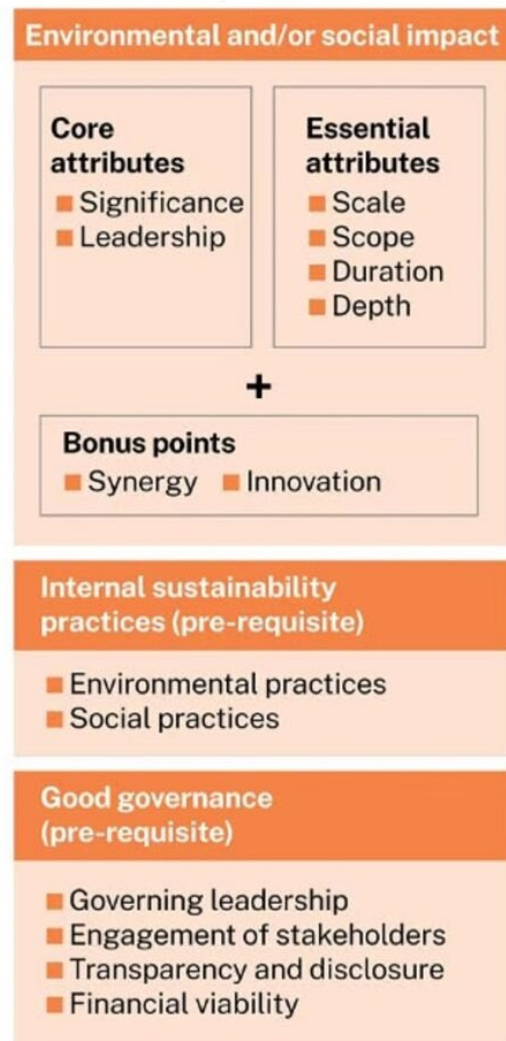 Environmental and/or social impact
Core
attributes
Significance
Leadership
Essential
attributes
Scale
Scope
Duration
Depth
+
Bonus points
Synergy Innovation
Internal sustainability
practices (pre-requisite)
Environmental practices
Social practices
Good governance
(pre-requisite)
Governing leadership
Engagement of stakeholders
Transparency and disclosure
Financial viability